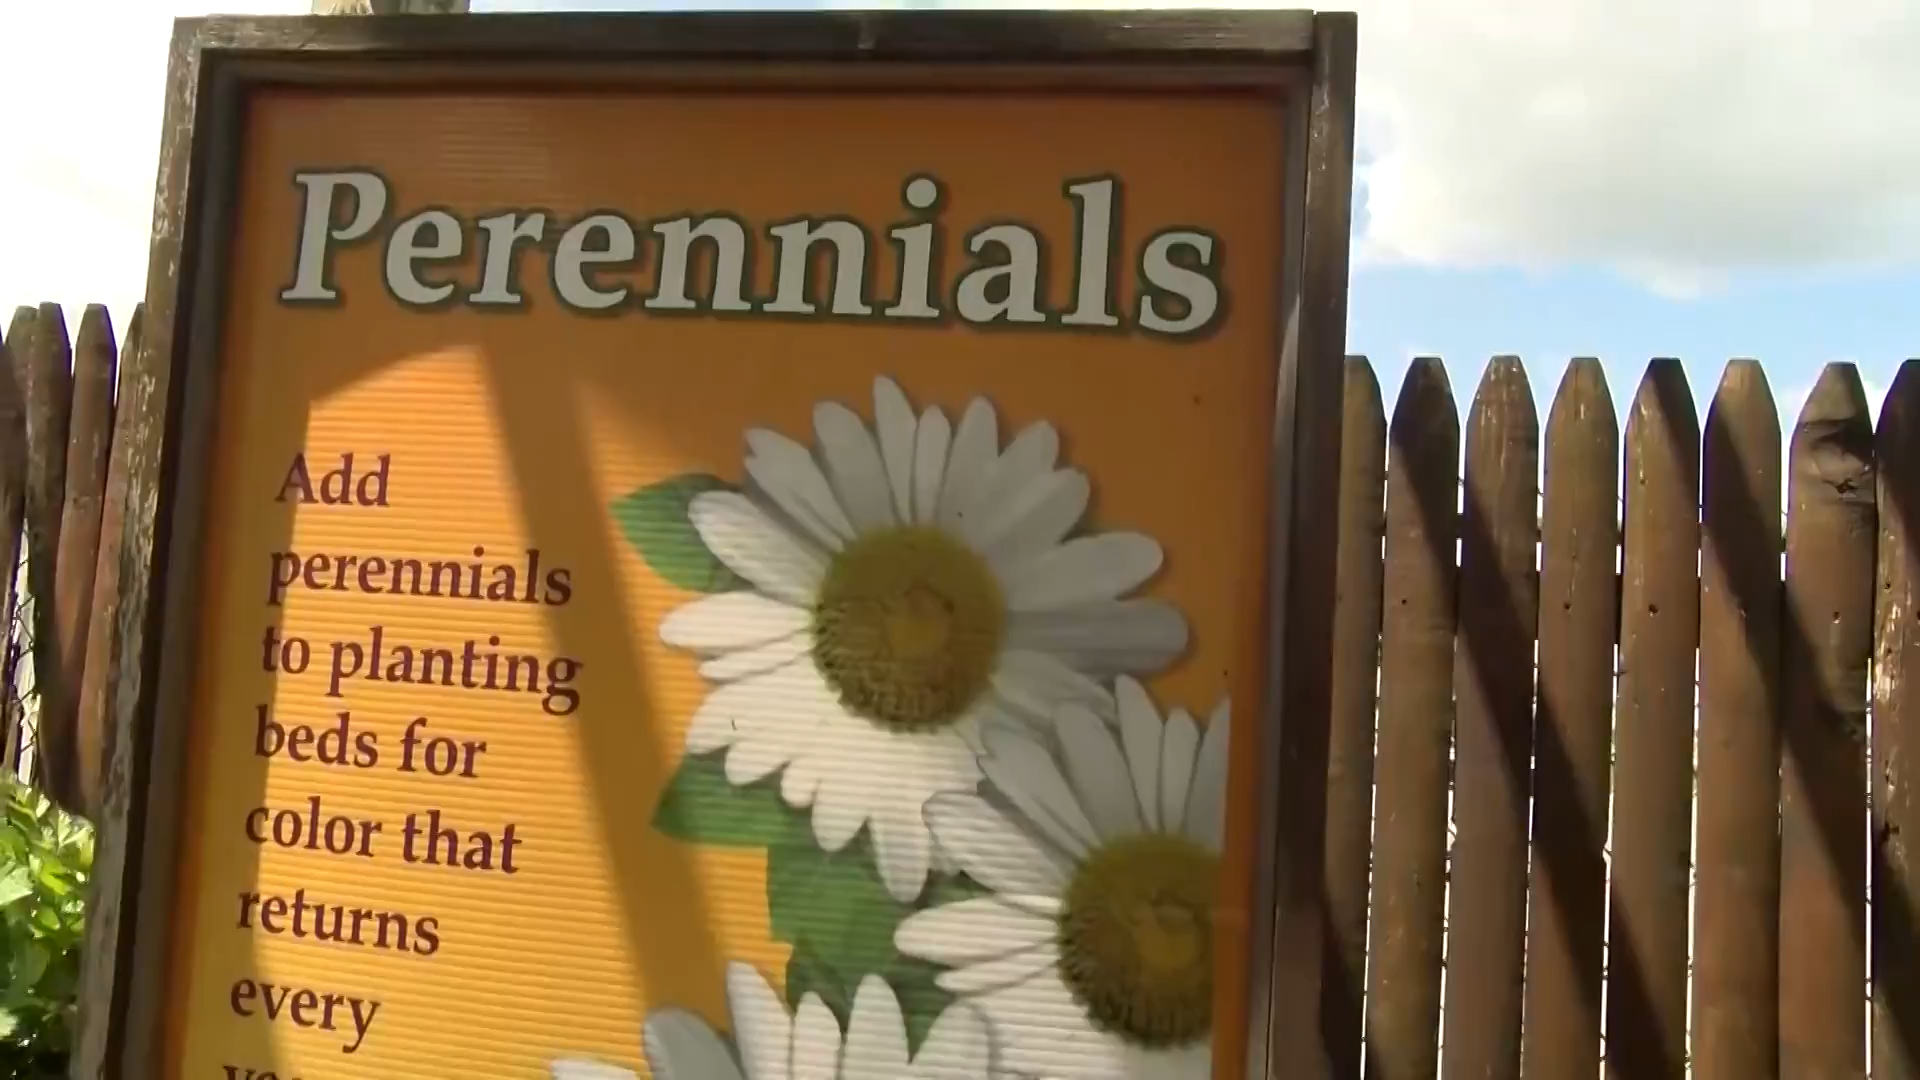 Perennials
Add
perennials
to planting
beds for
color that
returns
every